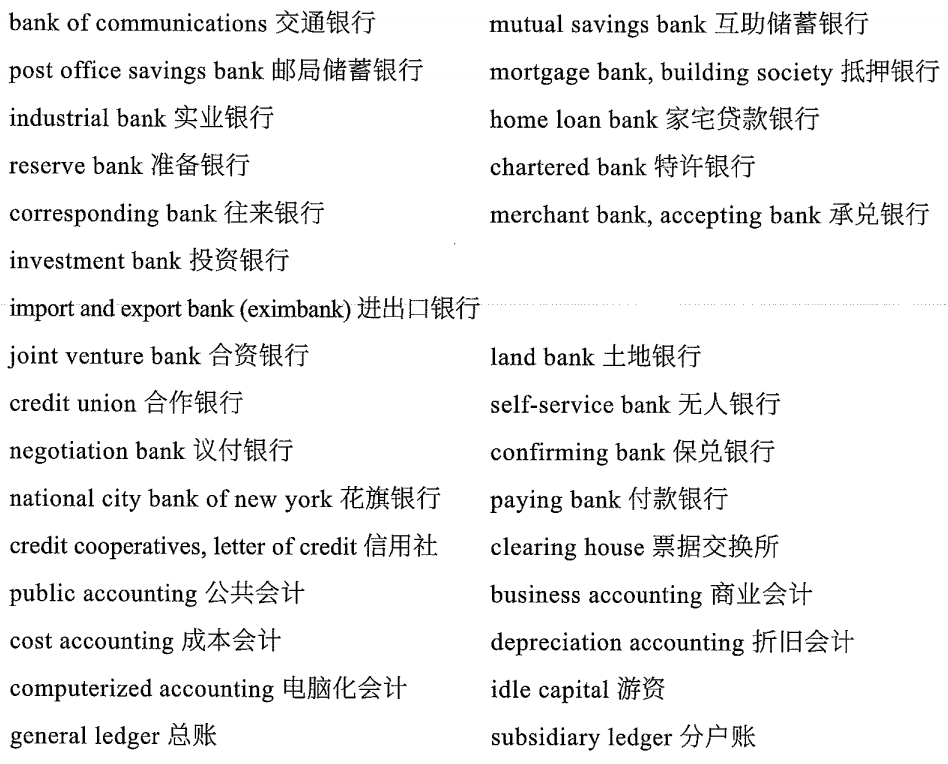 bank of communications 交通银行
mutual savings bank 互助储蓄银行
post office savings bank 邮局储蓄银行
mortgage bank, building society 抵押银行
industrial bank 实业银行
home loan bank 家宅贷款银行
reserve bank 准备银行
chartered bank 特许银行
corresponding bank 往来银行
merchant bank, accepting bank 承兑银行
investment bank 投资银行
import and export bank (eximbank) 进出口银行
joint venture bank 合资银行
land bank 土地银行
credit union 合作银行
self-service bank 无人银行
negotiation bank 议付银行
confirming bank 保兑银行
national city bank of new york 花旗银行
paying bank 付款银行
credit cooperatives, letter of credit 信用社
clearing house 票据交换所
public accounting 公共会计
business accounting 商业会计
cost accounting 成本会计
depreciation accounting 折旧会计
computerized accounting 电脑化会计
idle capital 游资
general ledger 总账
subsidiary ledger 分户账